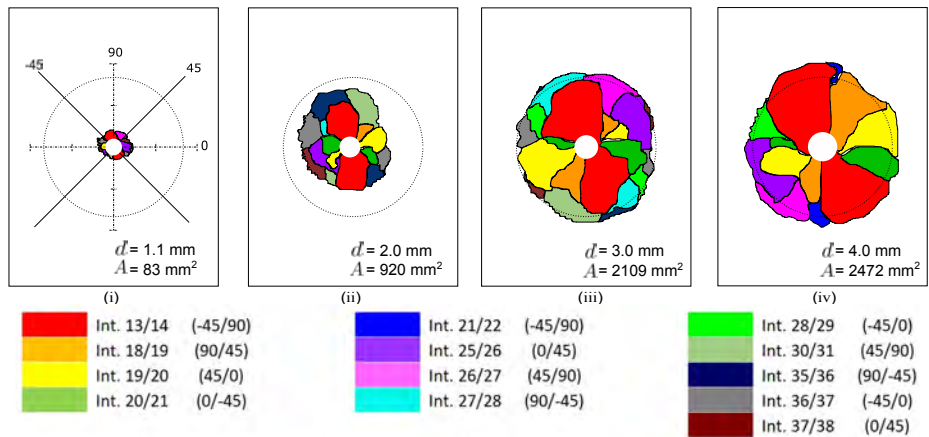 90
-45
45
0
d = 1.1 mm
A = 83 mm²
(i)
d = 2.0 mm
A = 920 mm²
(ii)
d = 3.0 mm
A = 2109 mm²
(iii)
d = 4.0 mm
A = 2472 mm²
(iv)
Int. 13/14 (-45/90)
Int. 18/19 (90/45)
Int. 19/20 (45/0)
Int. 20/21 (0/-45)
Int. 21/22 (-45/90)
Int. 25/26 (0/45)
Int. 26/27 (45/90)
Int. 27/28 (90/-45)
Int. 28/29 (-45/0)
Int. 30/31 (45/90)
Int. 35/36 (90/-45)
Int. 36/37 (-45/0)
Int. 37/38 (0/45)